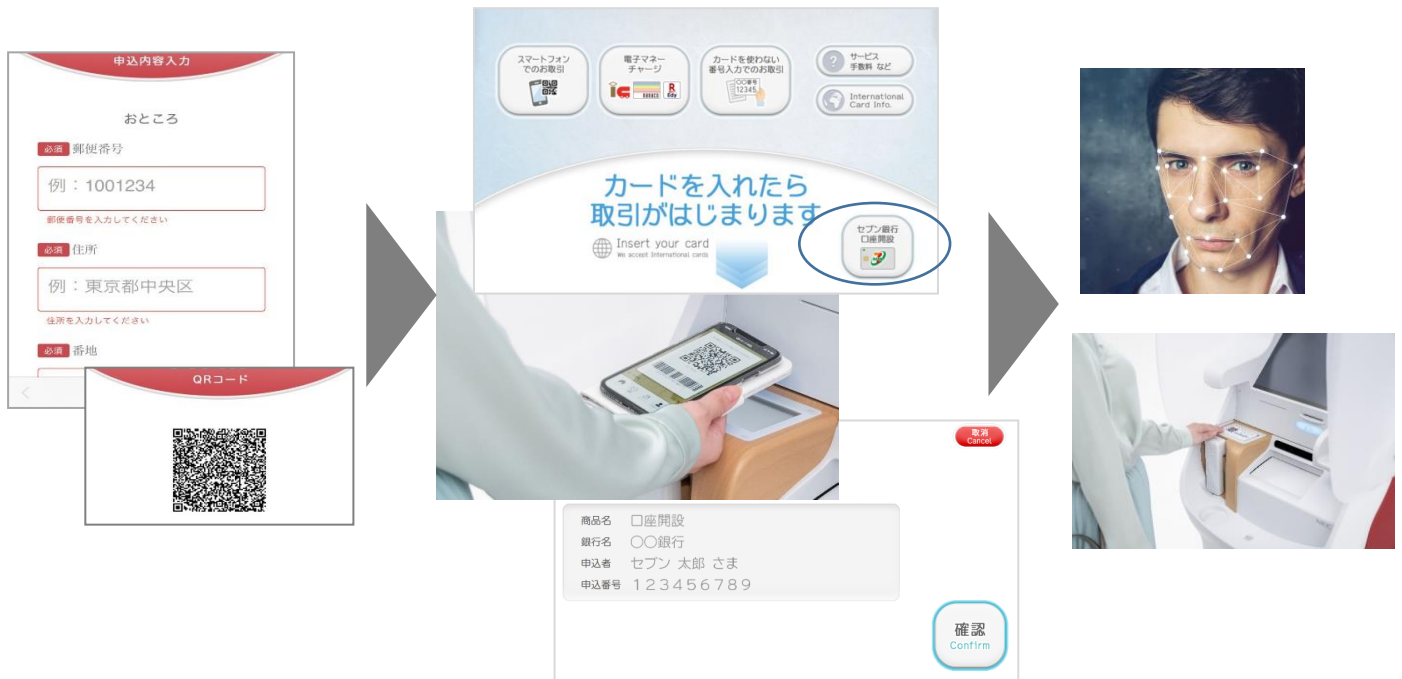 申込内容入力
おところ
必須 郵便番号
例：1001234
郵便番号を入力してください
必須 住所
例：東京都中央区
住所を入力してください
必須 番地
QRコード
スマートフォン
でのお取引
電子マネー
チャージ
nanaco
R
Edy
カードを使わない
番号入力でのお取引
○○番号
12345
? サービス
手数料 など
International
Card Info.
カードを入れたら
取引がはじまります
Insert your card
We accept International cards
セブン銀行
口座開設
取消
Cancel
商品名 口座開設
銀行名 ○○銀行
申込者 セブン 太郎 さま
申込番号 １２３４５６７８９
確認
Confirm